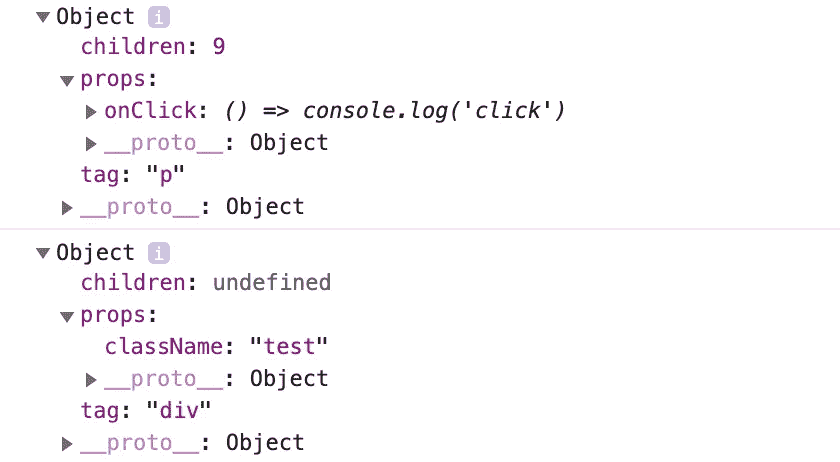 Object i
children: 9
props:
onClick: () => console.log('click')
__proto__: Object
tag: "p"
__proto__: Object
Object i
children: undefined
props:
className: "test"
__proto__: Object
tag: "div"
__proto__: Object